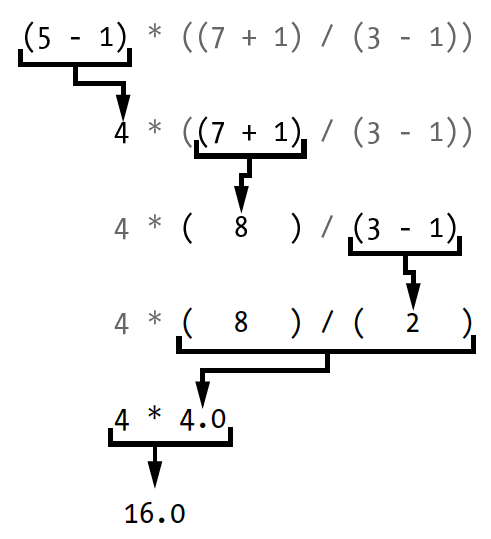 (5 - 1) * ((7 + 1) / (3 - 1))
4 * ((7 + 1) / (3 - 1))
4 * ( 8 ) / (3 - 1)
4 * ( 8 ) / ( 2 )
4 * 4.0
16.0